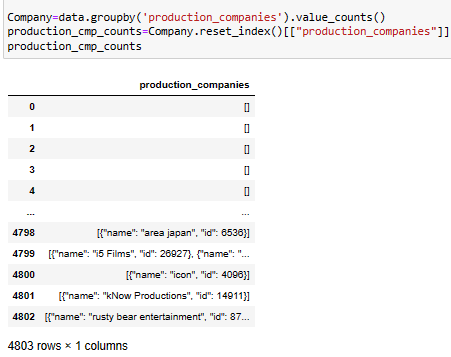 Company=data.groupby('production_companies').value_counts()
production_cmp_counts=Company.reset_index()[["production_companies"]]
production_cmp_counts
production_companies
0 []
1 []
2 []
3 []
4 []
... ...
4798 [{"name": "area japan", "id": 6536}]
4799 [{"name": "i5 Films", "id": 26927}, {"name": "...
4800 [{"name": "icon", "id": 4096}]
4801 [{"name": "kNow Productions", "id": 14911}]
4802 [{"name": "rusty bear entertainment", "id": 87...
4803 rows × 1 columns